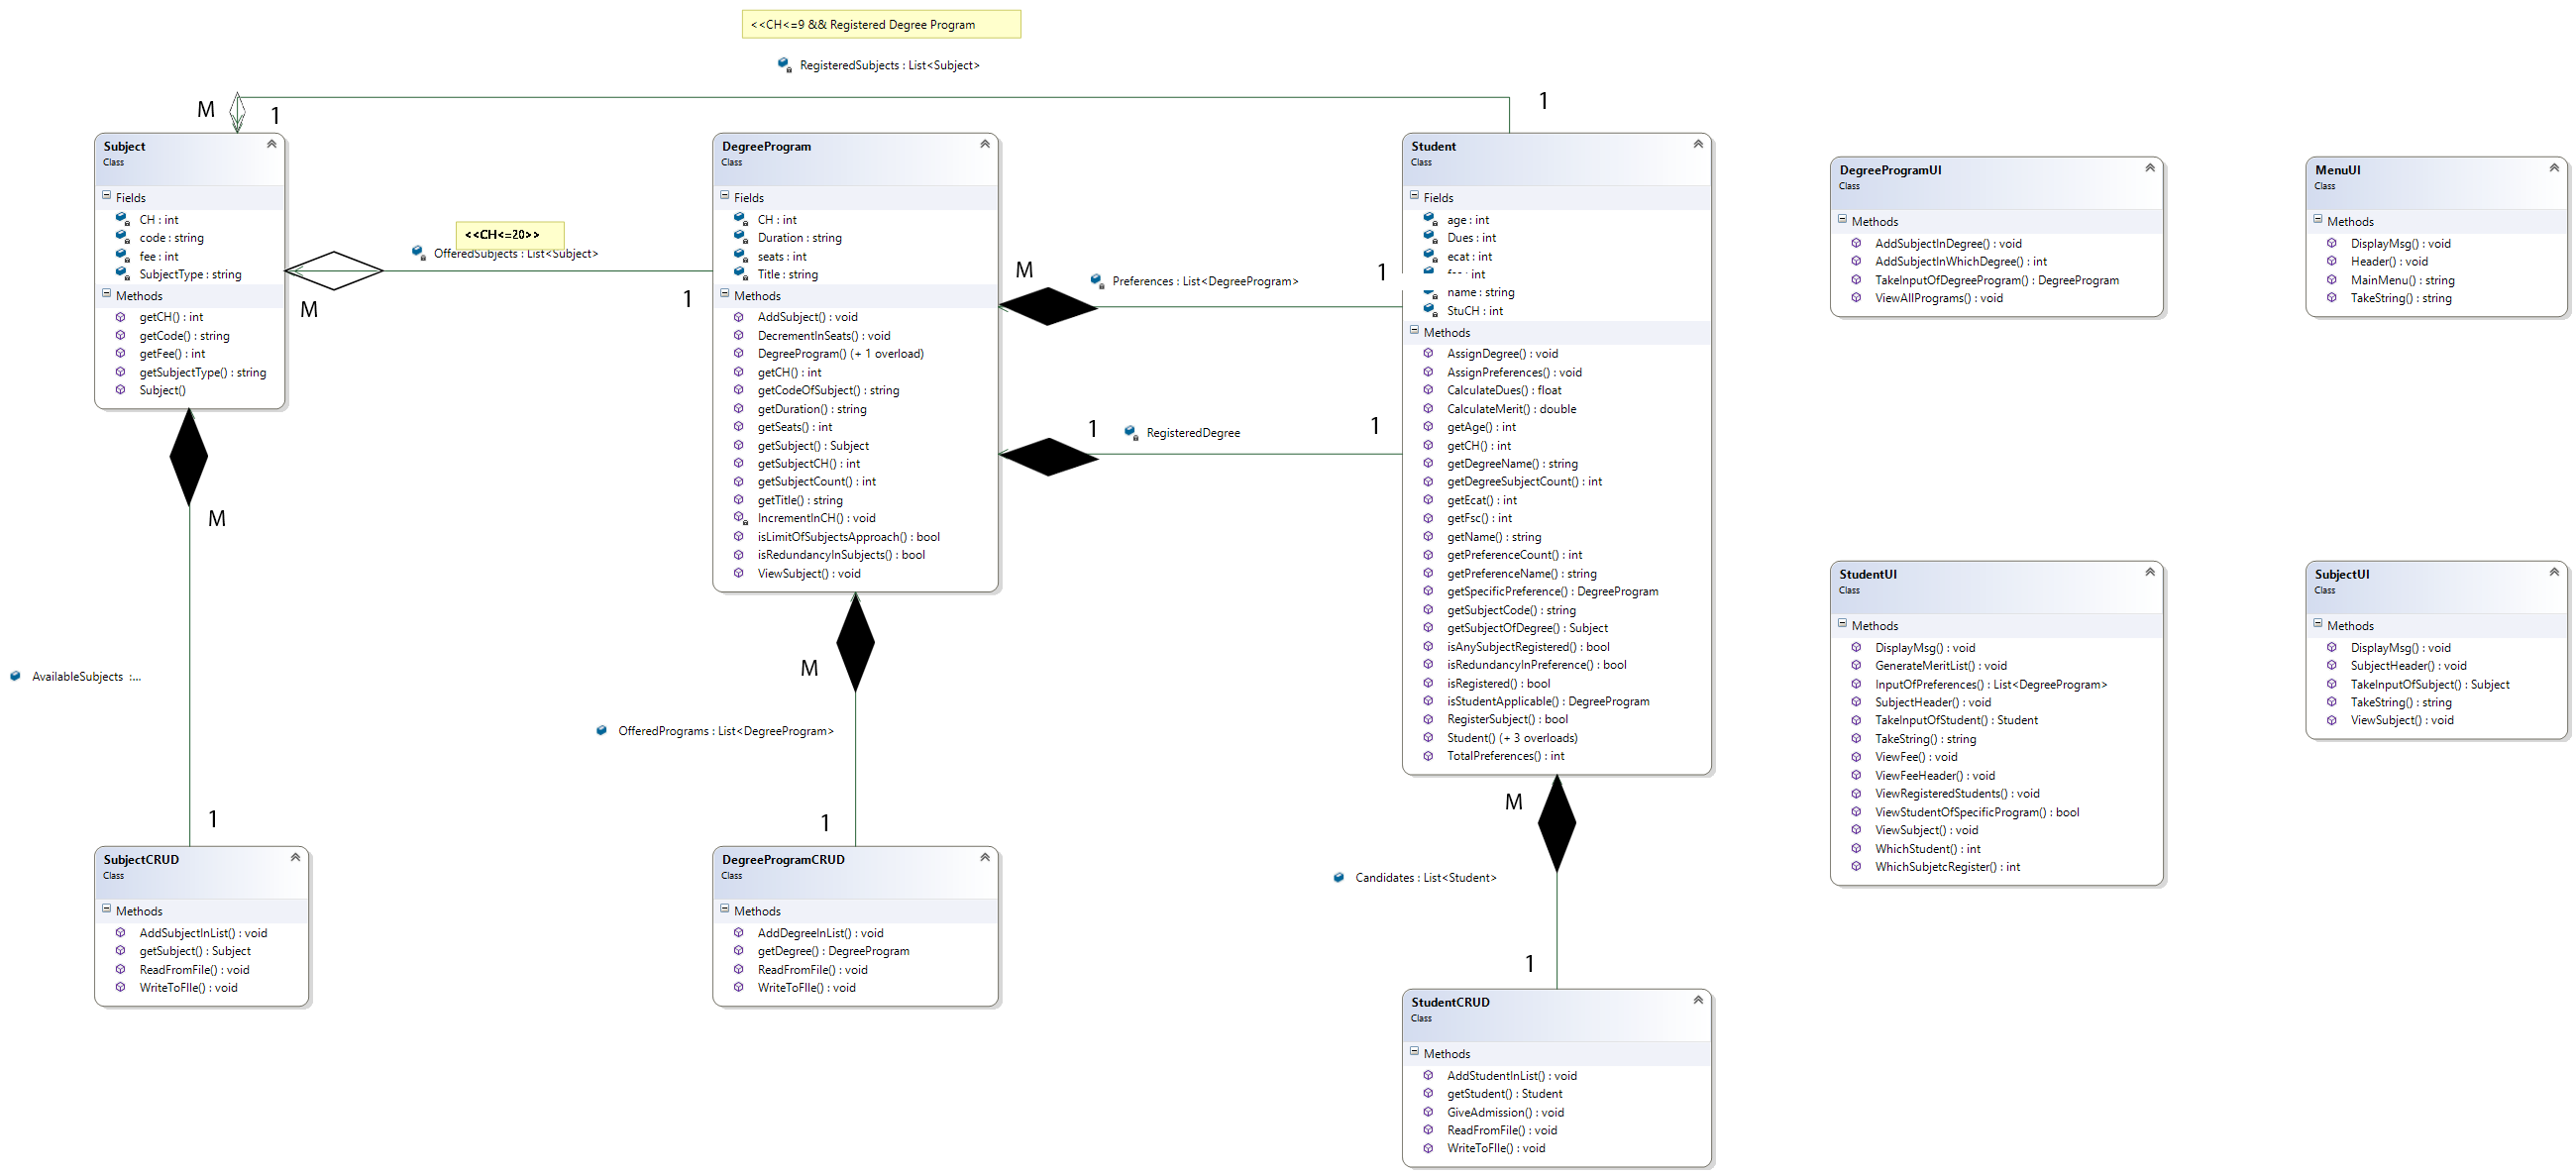 <<CH<=9 && Registered Degree Program
RegisteredSubjects : List<Subject>
M
1
1
Subject
Class
Fields
CH : int
code : string
fee : int
SubjectType : string
Methods
getCH() : int
getCode() : string
getFee() : int
getSubjectType() : string
Subject()
<<CH<=20>>
OfferedSubjects : List<Subject>
M
1
DegreeProgram
Class
Fields
CH : int
Duration : string
seats : int
Title : string
Methods
AddSubject() : void
DecrementInSeats() : void
DegreeProgram() (+ 1 overload)
getCH() : int
getCodeOfSubject() : string
getDuration() : string
getSeats() : int
getSubject() : Subject
getSubjectCH() : int
getSubjectCount() : int
getTitle() : string
IncrementInCH() : void
isLimitOfSubjectsApproach() : bool
isRedundancyInSubjects() : bool
ViewSubject() : void
M
Preferences : List<DegreeProgram>
1
1
RegisteredDegree
1
Student
Class
Fields
age : int
Dues : int
ecat : int
: int
name : string
StuCH : int
Methods
AssignDegree() : void
AssignPreferences() : void
CalculateDues() : float
CalculateMerit() : double
getAge() : int
getCH() : int
getDegreeName() : string
getDegreeSubjectCount() : int
getEcat() : int
getFsc() : int
getName() : string
getPreferenceCount() : int
getPreferenceName() : string
getSpecificPreference() : DegreeProgram
getSubjectCode() : string
getSubjectOfDegree() : Subject
isAnySubjectRegistered() : bool
isRedundancyInPreference() : bool
isRegistered() : bool
isStudentApplicable() : DegreeProgram
RegisterSubject() : bool
Student() (+ 3 overloads)
TotalPreferences() : int
DegreeProgramUI
Class
Methods
AddSubjectInDegree() : void
AddSubjectInWhichDegree() : int
TakeInputOfDegreeProgram() : DegreeProgram
ViewAllPrograms() : void
MenuUI
Class
Methods
DisplayMsg() : void
Header() : void
MainMenu() : string
TakeString() : string
StudentUI
Class
Methods
DisplayMsg() : void
GenerateMeritList() : void
InputOfPreferences() : List<DegreeProgram>
SubjectHeader() : void
TakeInputOfStudent() : Student
TakeString() : string
ViewFee() : void
ViewFeeHeader() : void
ViewRegisteredStudents() : void
ViewStudentOfSpecificProgram() : bool
ViewSubject() : void
WhichStudent() : int
WhichSubjetcRegister() : int
SubjectUI
Class
Methods
DisplayMsg() : void
SubjectHeader() : void
TakeInputOfSubject() : Subject
TakeString() : string
ViewSubject() : void
M
AvailableSubjects :...
1
SubjectCRUD
Class
Methods
AddSubjectInList() : void
getSubject() : Subject
ReadFromFile() : void
WriteToFIle() : void
M
OfferedPrograms : List<DegreeProgram>
1
DegreeProgramCRUD
Class
Methods
AddDegreeInList() : void
getDegree() : DegreeProgram
ReadFromFile() : void
WriteToFIle() : void
M
Candidates : List<Student>
1
StudentCRUD
Class
Methods
AddStudentInList() : void
getStudent() : Student
GiveAdmission() : void
ReadFromFile() : void
WriteToFIle() : void